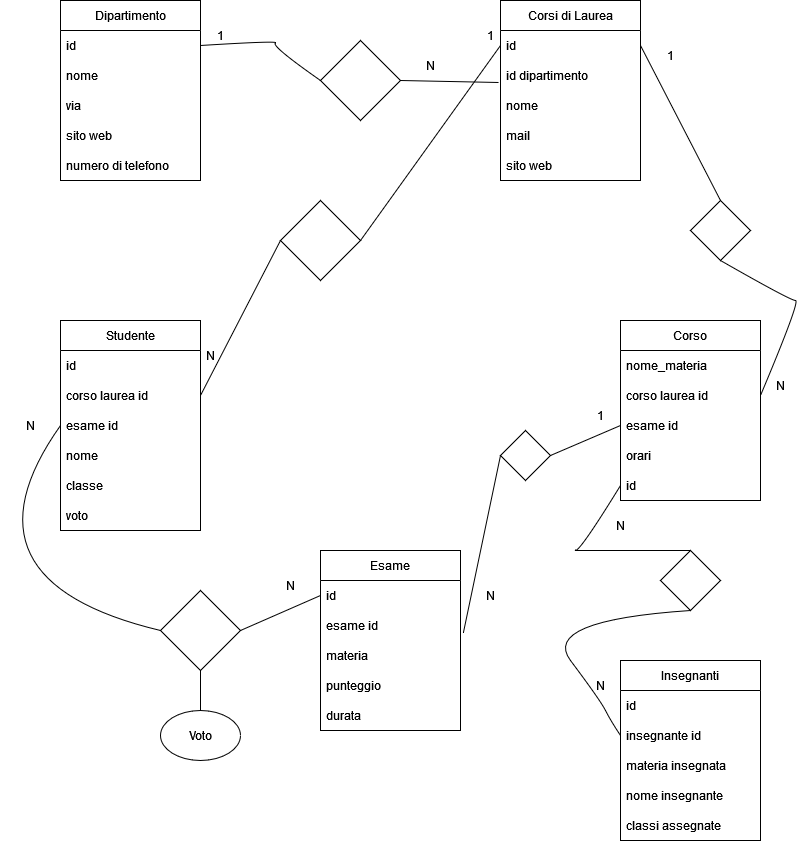 Dipartimento
id
nome
via
sito web
numero di telefono
1
N
1
Corsi di Laurea
id
id dipartimento
nome
mail
sito web
1
Studente
id
corso laurea id
esame id
nome
classe
voto
N
N
Corso
nome_materia
corso laurea id
esame id
orari
id
N
1
N
Esame
id
esame id
materia
punteggio
durata
N
N
Voto
N
Insegnanti
id
insegnante id
materia insegnata
nome insegnante
classi assegnate